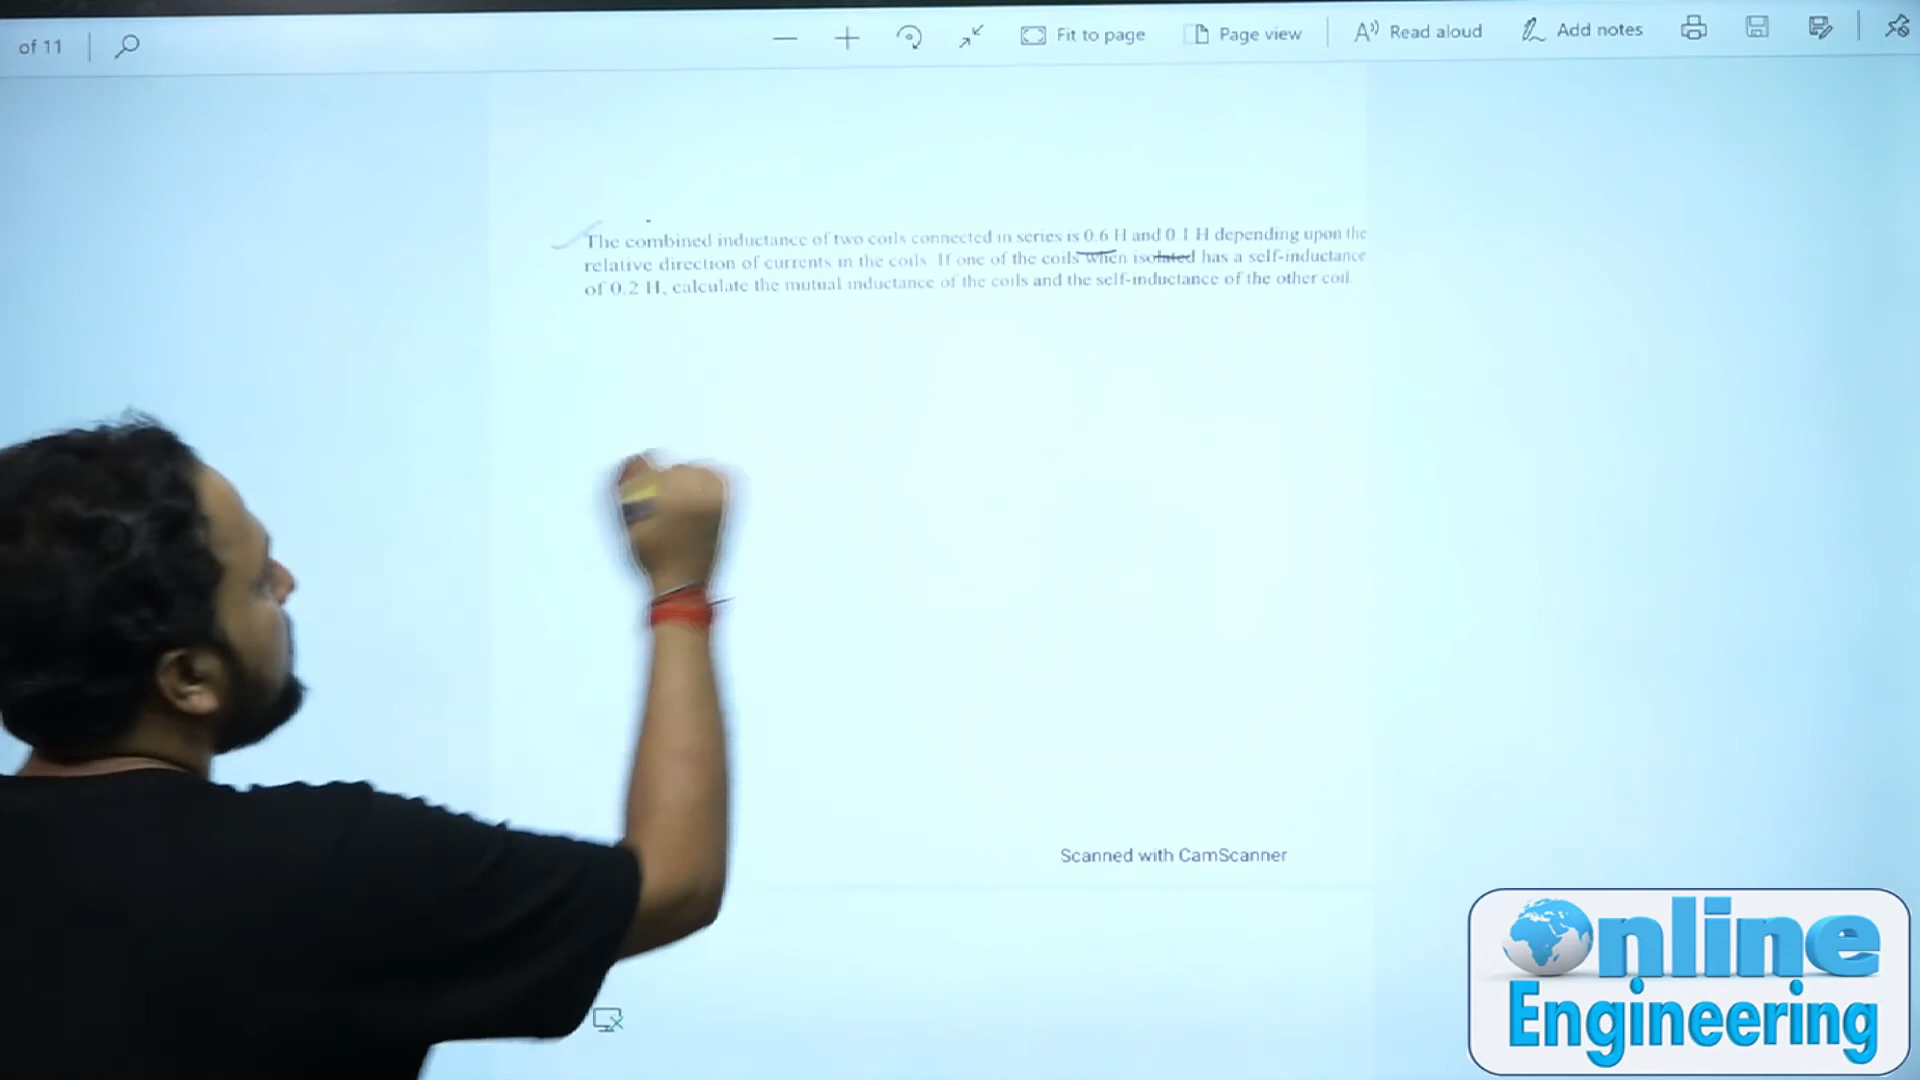 of 11
Fit to page
Page view
Read aloud
Add notes
The combined inductance of two coils connected in series is 0.6 H and 0.1 H depending upon the
relative direction of currents in the coils. If one of the coils when isolated has a self-inductance
of 0.2 H, calculate the mutual inductance of the coils and the self-inductance of the other coil.
Scanned with CamScanner
Online
Engineering